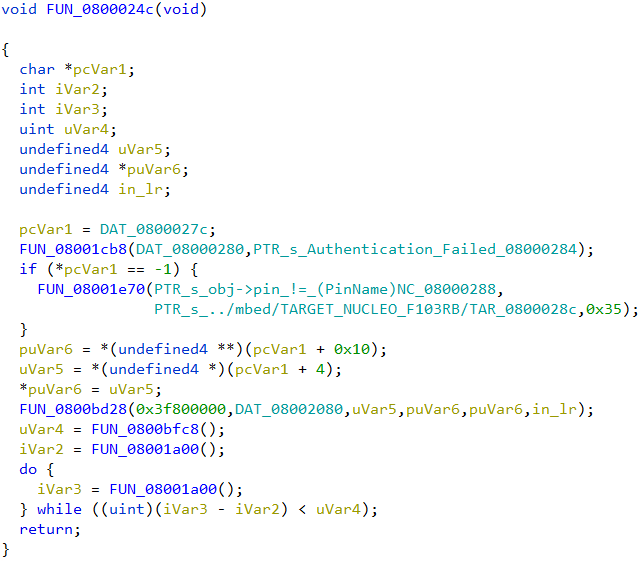 void FUN_0800024c(void)

{
  char *pcVar1;
  int iVar2;
  int iVar3;
  uint uVar4;
  undefined4 uVar5;
  undefined4 *puVar6;
  undefined4 in_lr;

  pcVar1 = DAT_0800027c;
  FUN_08001cb8(DAT_08000280,PTR_s_Authentication_Failed_08000284);
  if (*pcVar1 == -1) {
    FUN_08001e70(PTR_s_obj->pin_!=_(PinName)NC_08000288,
                 PTR_s_../mbed/TARGET_NUCLEO_F103RB/TAR_0800028c,0x35);
  }
  puVar6 = *(undefined4 **)(pcVar1 + 0x10);
  uVar5 = *(undefined4 *)(pcVar1 + 4);
  *puVar6 = uVar5;
  FUN_0800bd28(0x3f800000,DAT_08002080,uVar5,puVar6,puVar6,in_lr);
  uVar4 = FUN_0800bfc8();
  iVar2 = FUN_08001a00();
  do {
    iVar3 = FUN_08001a00();
  } while ((uint)(iVar3 - iVar2) < uVar4);
  return;
}